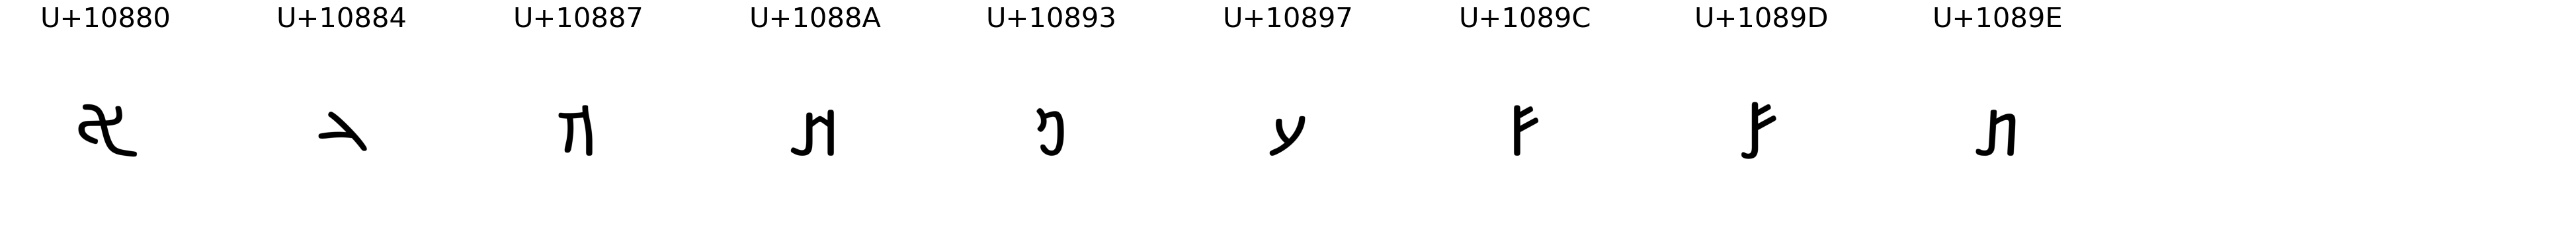 U+10880 U+10884 U+10887 U+1088A U+10893 U+10897 U+1089C U+1089D U+1089E
𐢀 𐢄 𐢇 𐢊 𐢓 𐢗 𐢜 𐢝 𐢞